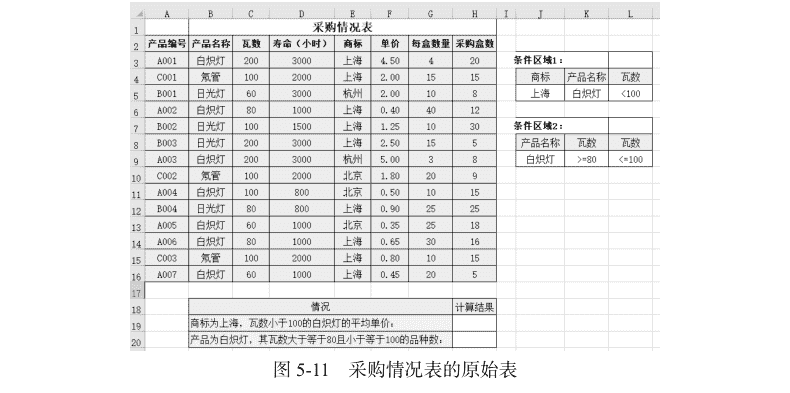 A B C D E F G H I J K L
1 采购情况表
2 产品编号 产品名称 瓦数 寿命（小时） 商标 单价 每盒数量 采购盒数
3 A001 白炽灯 200 3000 上海 4.50 4 20 条件区域1：
4 C001 氖管 100 2000 上海 2.00 15 15 商标 产品名称 瓦数
5 B001 日光灯 60 3000 杭州 2.00 10 8 上海 白炽灯 <100
6 A002 白炽灯 80 1000 上海 0.40 40 12
7 B002 日光灯 100 1500 上海 1.25 10 30 条件区域2：
8 B003 日光灯 200 3000 上海 2.50 15 5 产品名称 瓦数 瓦数
9 A003 白炽灯 200 3000 杭州 5.00 3 8 白炽灯 >=80 <=100
10 C002 氖管 100 2000 北京 1.80 20 9
11 A004 白炽灯 100 800 北京 0.50 10 15
12 B004 日光灯 80 800 上海 0.90 25 25
13 A005 白炽灯 60 1000 北京 0.35 25 18
14 A006 白炽灯 80 1000 上海 0.65 30 16
15 C003 氖管 100 2000 上海 0.80 10 15
16 A007 白炽灯 60 1000 上海 0.45 20 5
17
18 情况 计算结果
19 商标为上海，瓦数小于100的白炽灯的平均单价：
20 产品为白炽灯，其瓦数大于等于80且小于等于100的品种数：
图 5-11 采购情况表的原始表